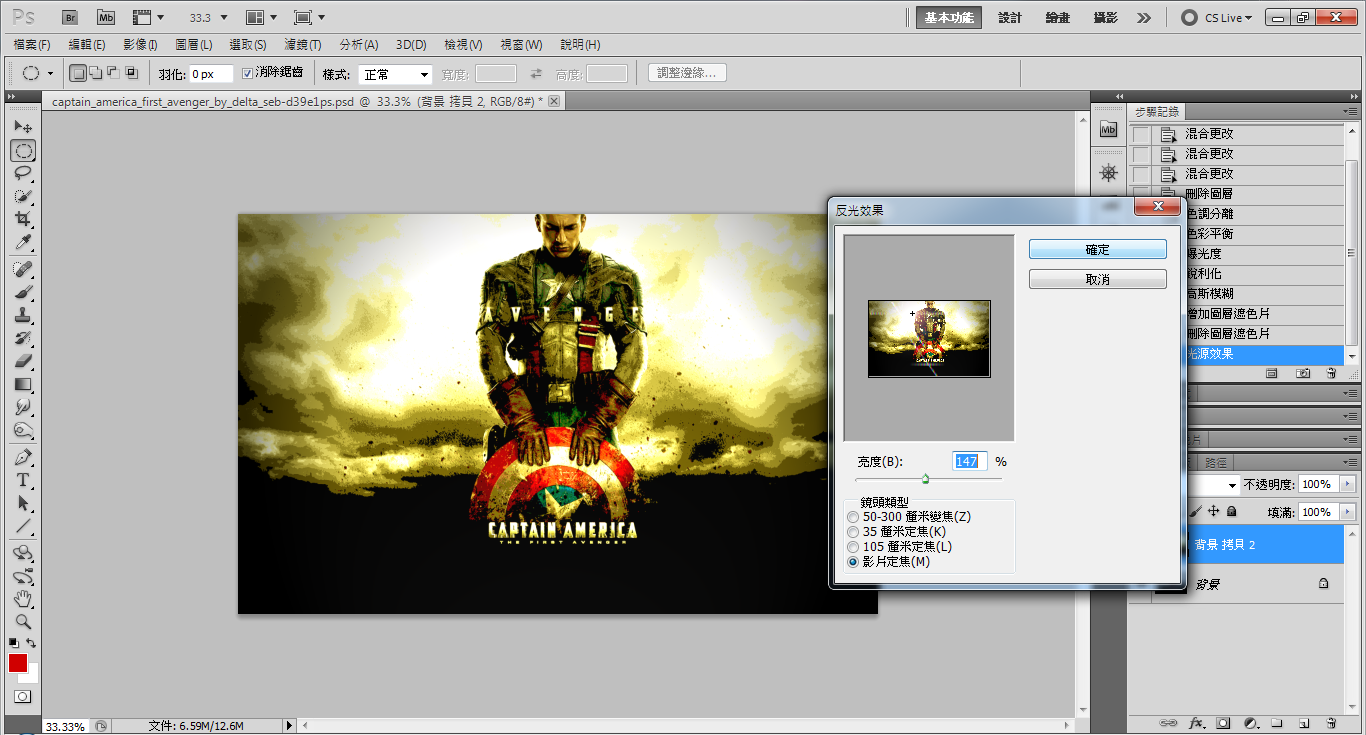 Ps Br Mb 33.3 基本功能 設計 繪畫 攝影 CS Live
檔案(F) 編輯(E) 影像(I) 圖層(L) 選取(S) 濾鏡(T) 分析(A) 3D(D) 檢視(V) 視窗(W) 說明(H)
羽化: 0 px 消除鋸齒 樣式: 正常 寬度: 高度: 調整邊緣...
captain_america_first_avenger_by_delta_seb-d39e1ps.psd @ 33.3% (背景 拷貝 2, RGB/8#) *
步驟記錄
Mb
混合更改
混合更改
混合更改
刪除圖層
色調分離
色彩平衡
曝光度
銳利化
高斯模糊
增加圖層遮色片
刪除圖層遮色片
光源效果
反光效果
確定
取消
亮度(B): 147 %
鏡頭類型
50-300 厘米變焦(Z)
35 厘米定焦(K)
105 厘米定焦(L)
影片定焦(M)
AVENGE
CAPTAIN AMERICA
THE FIRST AVENGER
片
路徑
不透明度: 100%
填滿: 100%
背景 拷貝 2
背景
fx
T
33.33% 文件: 6.59M/12.6M